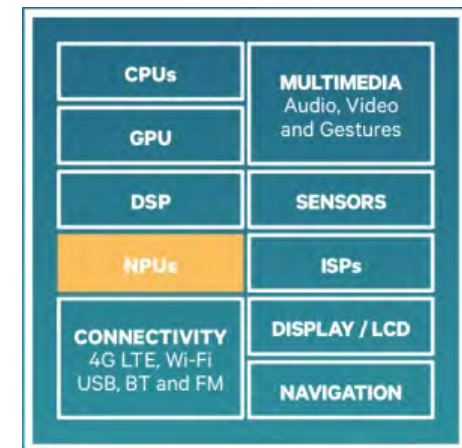 CPUs
GPU
DSP
NPUs
CONNECTIVITY
4G LTE, Wi-Fi
USB, BT and FM
MULTIMEDIA
Audio, Video
and Gestures
SENSORS
ISPs
DISPLAY / LCD
NAVIGATION